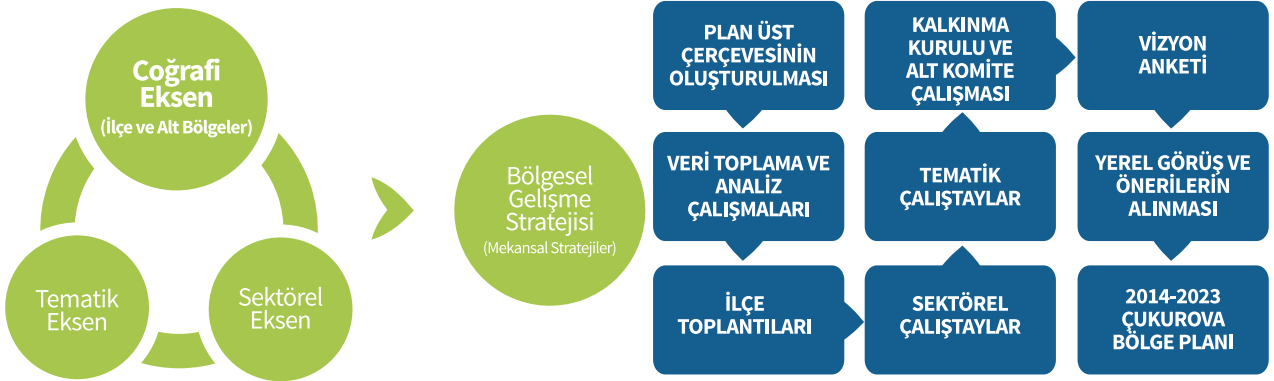 Coğrafi
Eksen
(İlçe ve Alt Bölgeler)
Tematik
Eksen
Sektörel
Eksen
Bölgesel
Gelişme
Stratejisi
(Mekansal Stratejiler)
PLAN ÜST
ÇERÇEVESİNİN
OLUŞTURULMASI
VERİ TOPLAMA VE
ANALİZ
ÇALIŞMALARI
İLÇE
TOPLANTILARI
SEKTÖREL
ÇALIŞTAYLAR
TEMATİK
ÇALIŞTAYLAR
KALKINMA
KURULU VE
ALT KOMİTE
ÇALIŞMASI
VİZYON
ANKETİ
YEREL GÖRÜŞ VE
ÖNERİLERİN
ALINMASI
2014-2023
ÇUKUROVA
BÖLGE PLANI